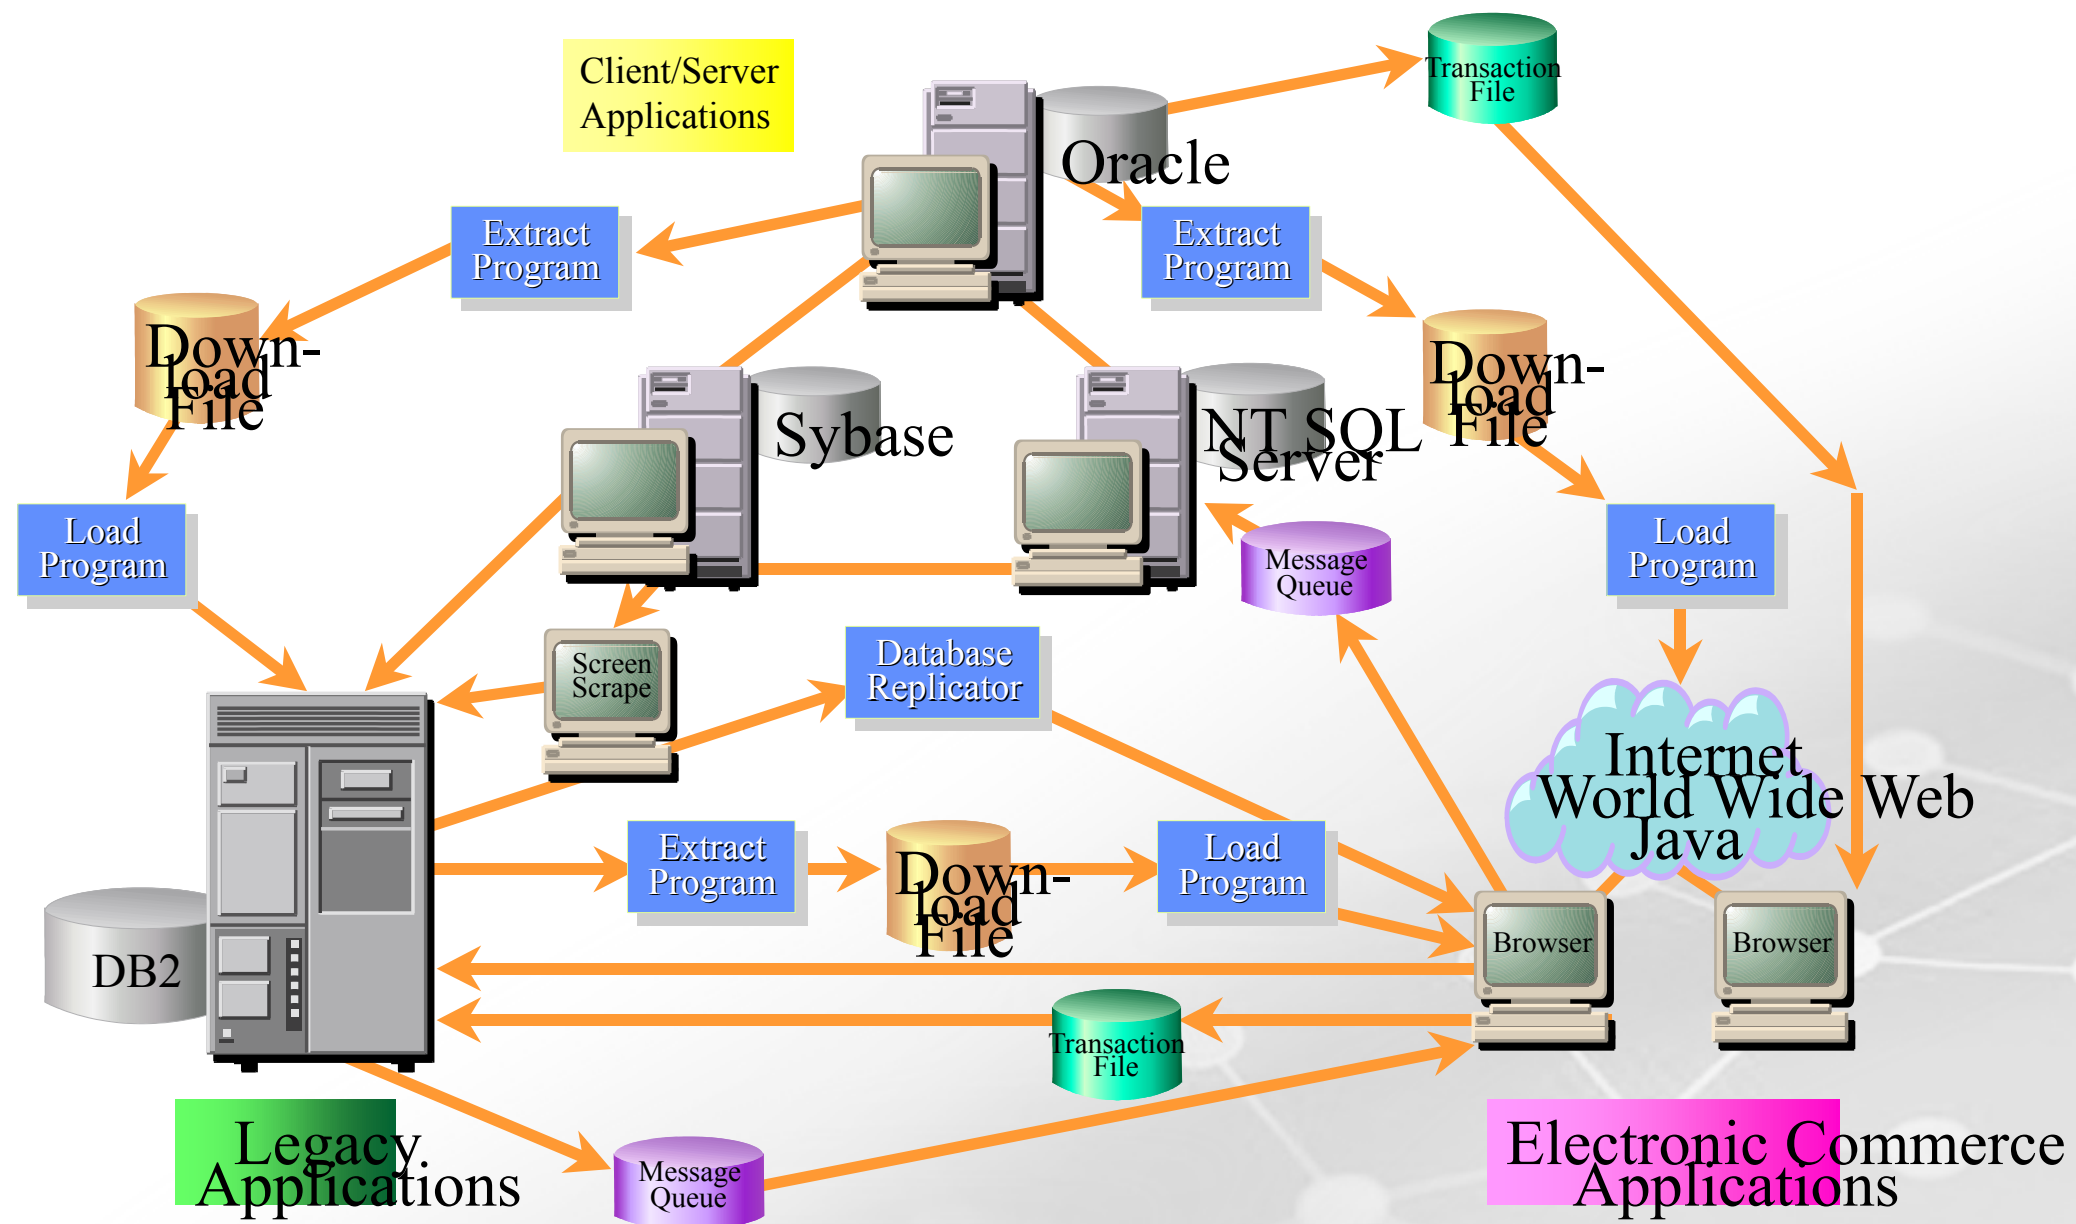 Client/Server
Applications
Transaction
File
Oracle
Extract
Program
Extract
Program
Down-
load
File
Down-
load
File
Sybase
NT SQL
Server
Load
Program
Message
Queue
Load
Program
Screen
Scrape
Database
Replicator
Internet
World Wide Web
Java
Extract
Program
Down-
load
File
Load
Program
Browser
Browser
DB2
Transaction
File
Legacy
Applications
Message
Queue
Electronic Commerce
Applications